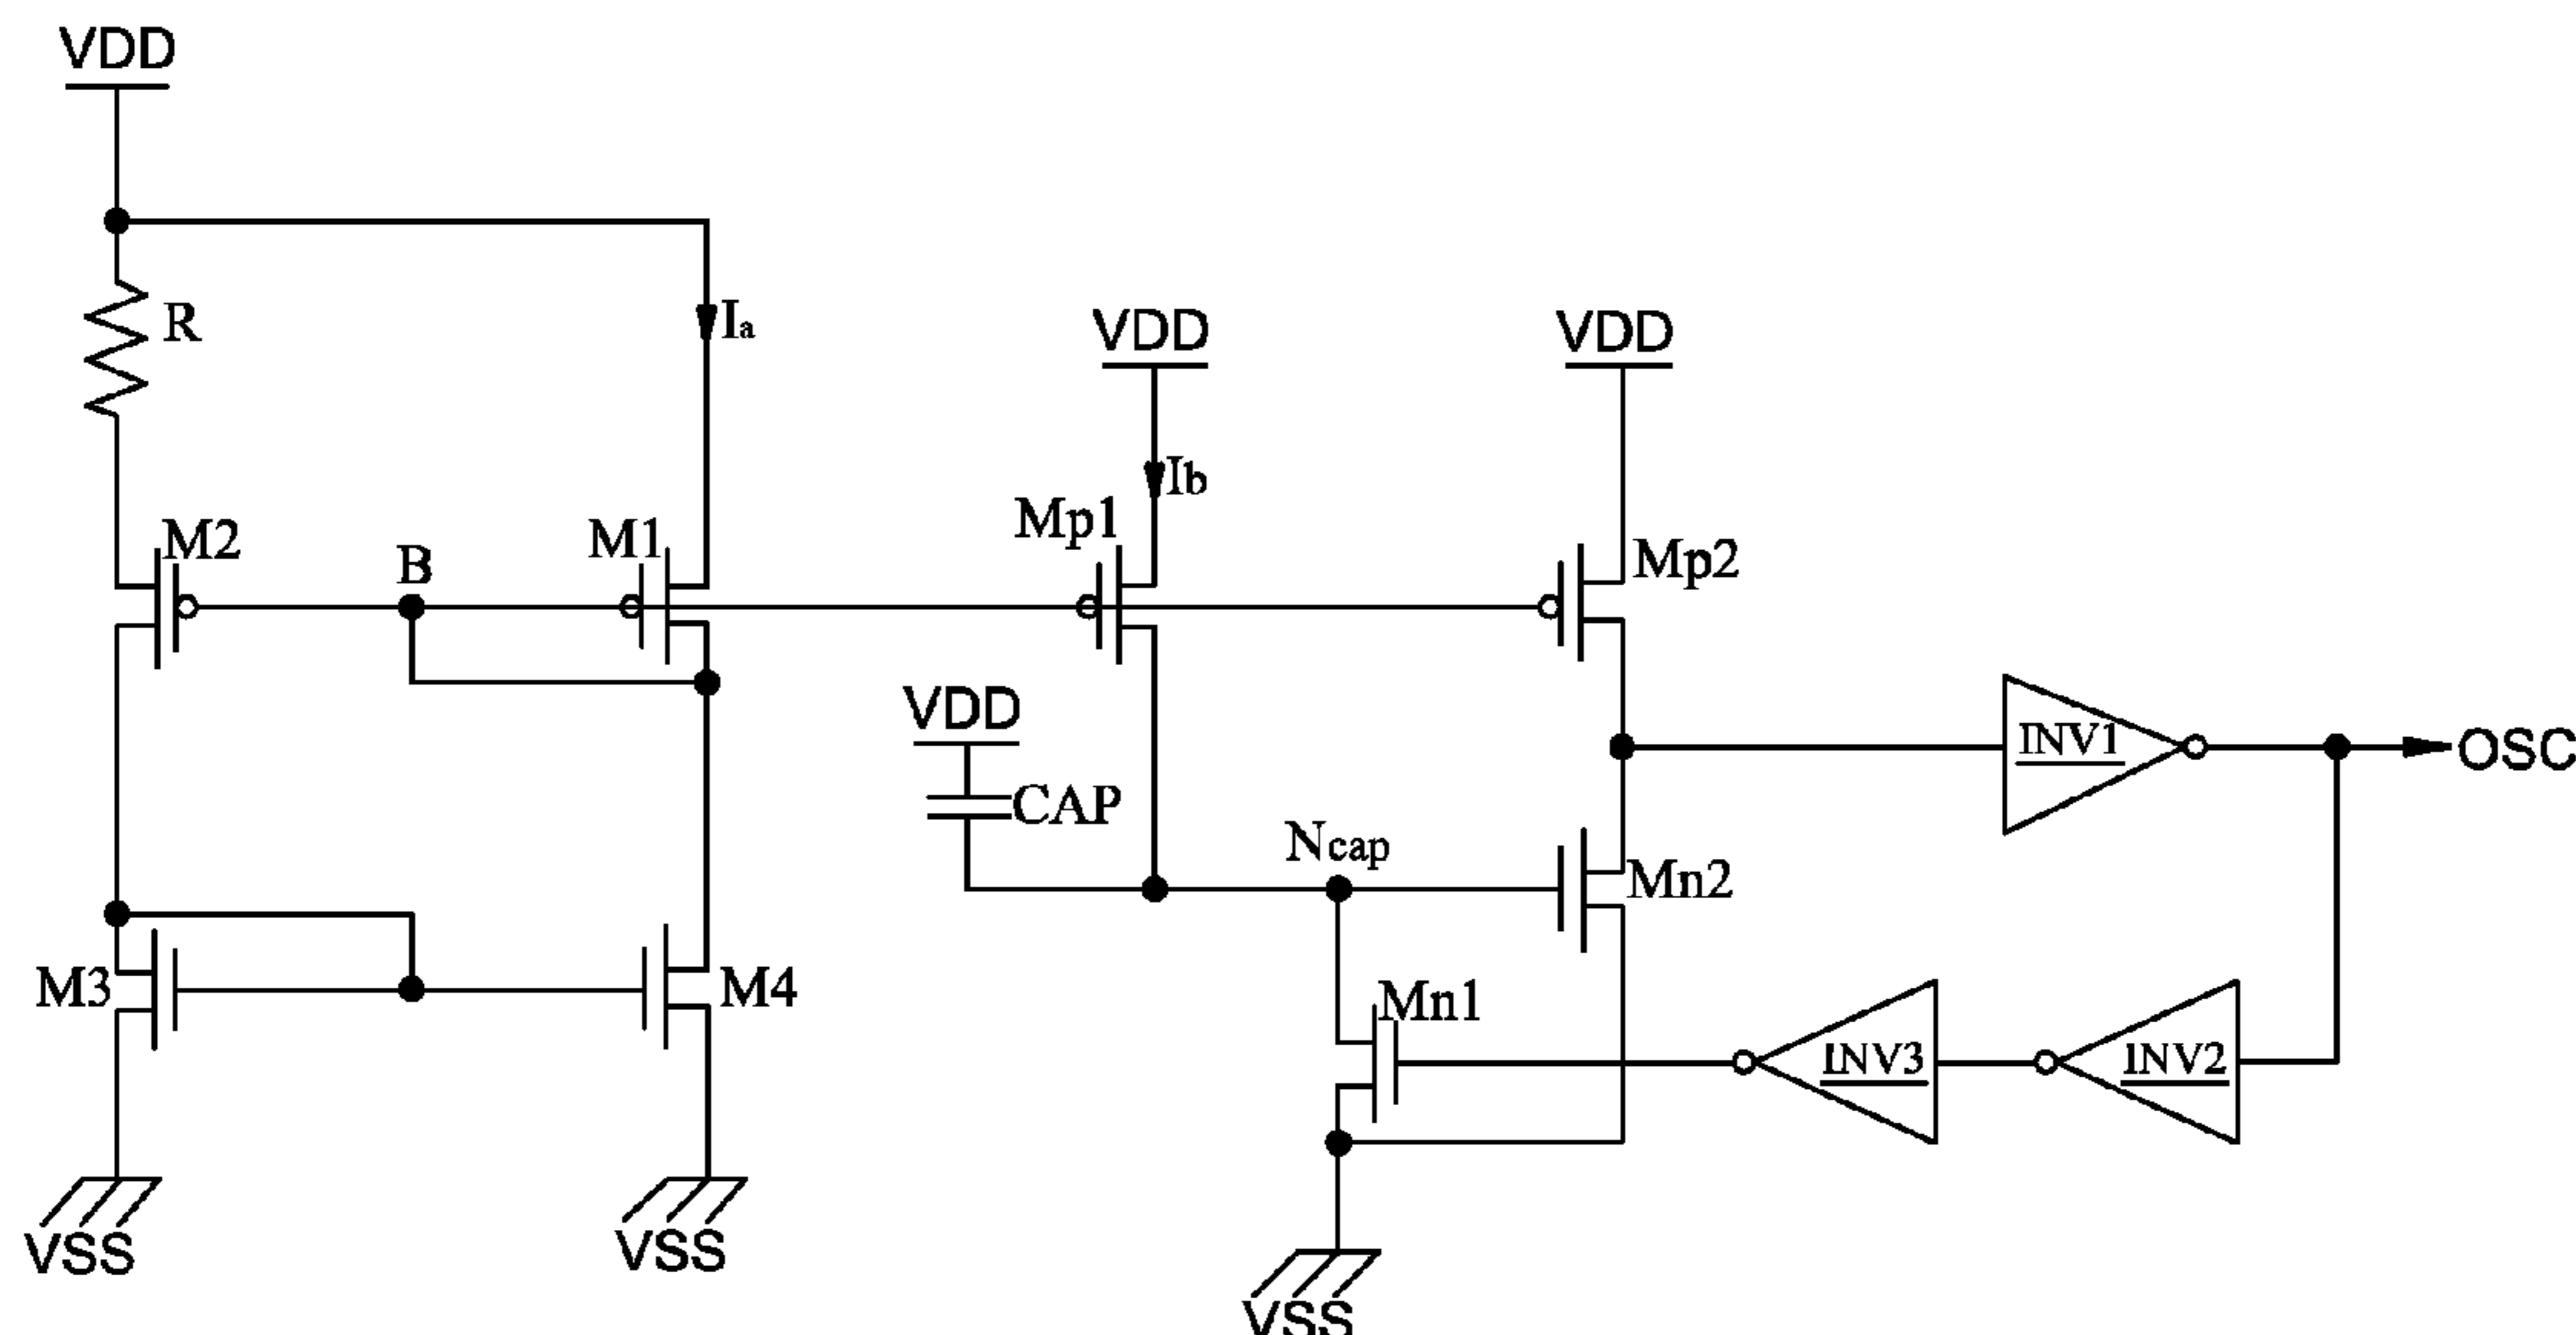 VDD
R
Ia
VDD
VDD
Ib
M2
B
M1
Mp1
Mp2
VDD
CAP
INV1
OSC
Ncap
Mn2
M3
M4
Mn1
INV3
INV2
VSS
VSS
VSS